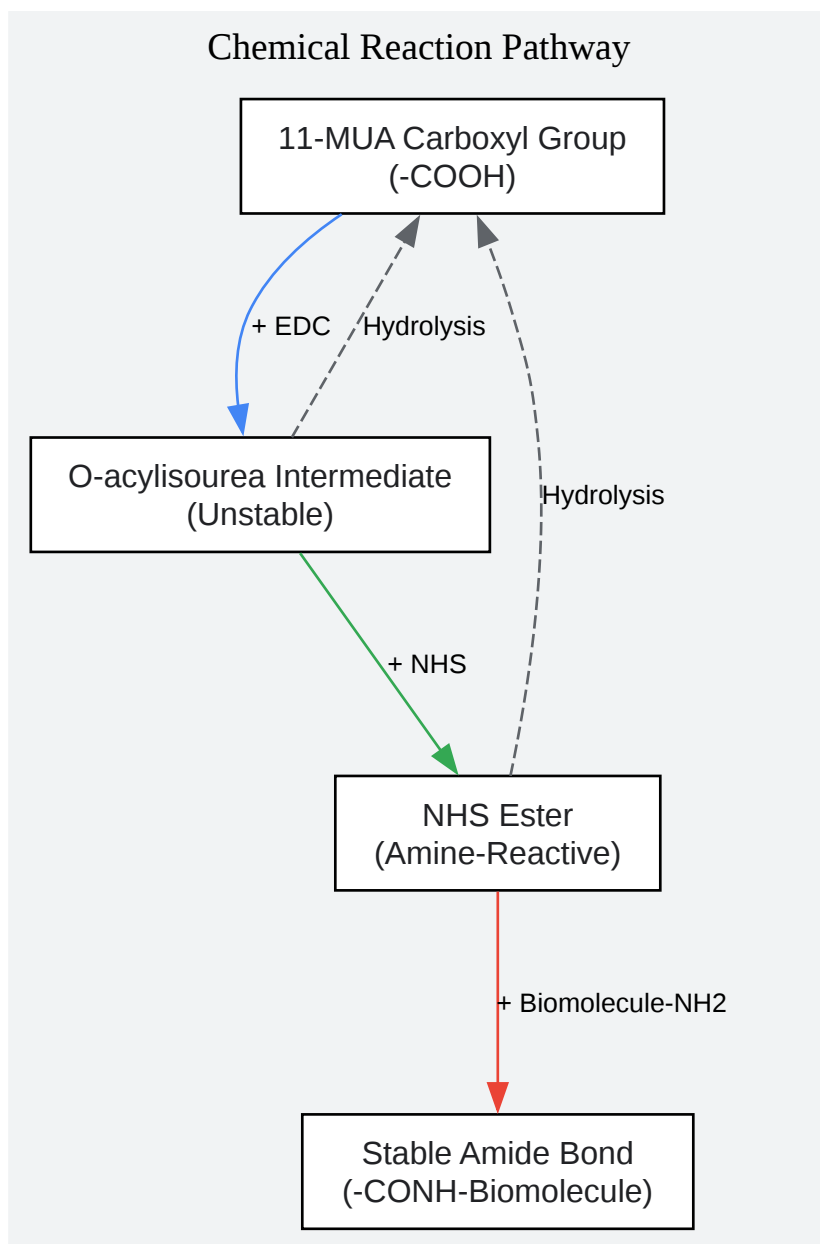 Chemical Reaction Pathway
11-MUA Carboxyl Group
(-COOH)
+ EDC
Hydrolysis
O-acylisourea Intermediate
(Unstable)
Hydrolysis
+ NHS
NHS Ester
(Amine-Reactive)
+ Biomolecule-NH2
Stable Amide Bond
(-CONH-Biomolecule)